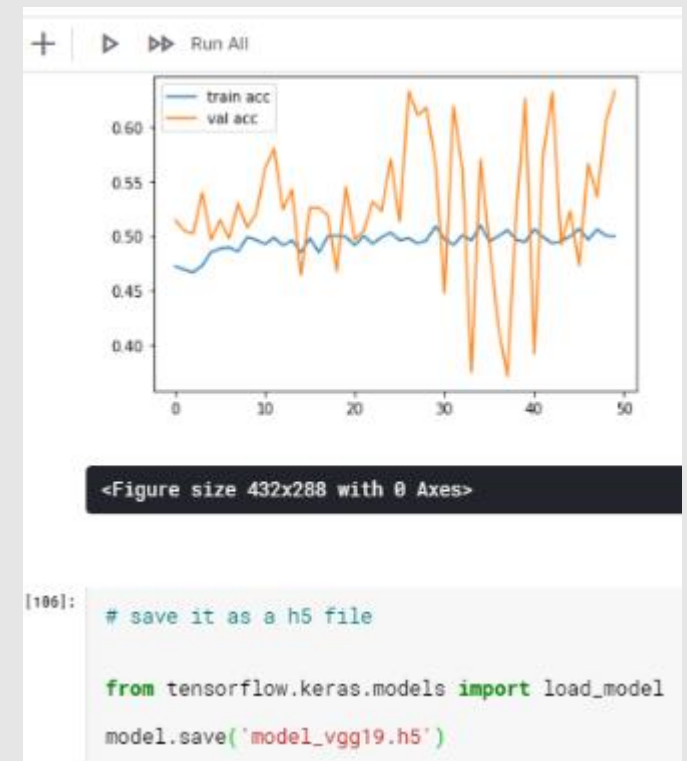 Run All
train acc
val acc
0.60
0.55
0.50
0.45
0.40
0 10 20 30 40 50
<Figure size 432x288 with 0 Axes>
[106]:
# save it as a h5 file
from tensorflow.keras.models import load_model
model.save('model_vgg19.h5')